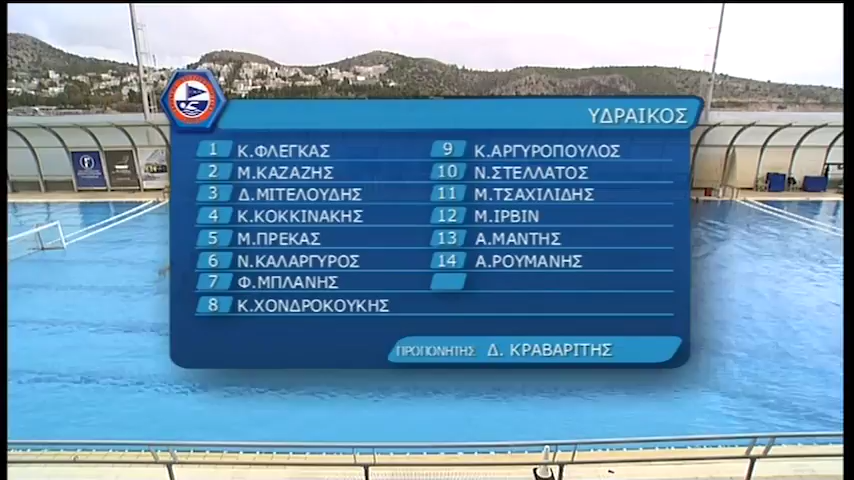 ΥΔΡΑΙΚΟΣ
1 Κ.ΦΛΕΓΚΑΣ
2 Μ.ΚΑΖΑΖΗΣ
3 Δ.ΜΙΤΕΛΟΥΔΗΣ
4 Κ.ΚΟΚΚΙΝΑΚΗΣ
5 Μ.ΠΡΕΚΑΣ
6 Ν.ΚΑΛΑΡΓΥΡΟΣ
7 Φ.ΜΠΛΑΝΗΣ
8 Κ.ΧΟΝΔΡΟΚΟΥΚΗΣ
9 Κ.ΑΡΓΥΡΟΠΟΥΛΟΣ
10 Ν.ΣΤΕΛΛΑΤΟΣ
11 Μ.ΤΣΑΧΙΛΙΔΗΣ
12 Μ.ΙΡΒΙΝ
13 Α.ΜΑΝΤΗΣ
14 Α.ΡΟΥΜΑΝΗΣ
ΠΡΟΠΟΝΗΤΗΣ Δ. ΚΡΑΒΑΡΙΤΗΣ